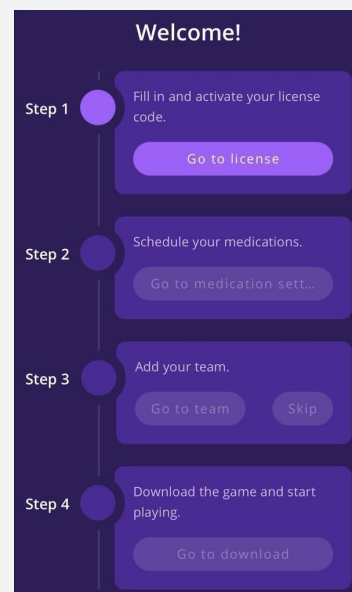 Welcome!
Step 1
Fill in and activate your license
code.
Go to license
Step 2
Schedule your medications.
Go to medication sett...
Step 3
Add your team.
Go to team
Skip
Step 4
Download the game and start
playing.
Go to download